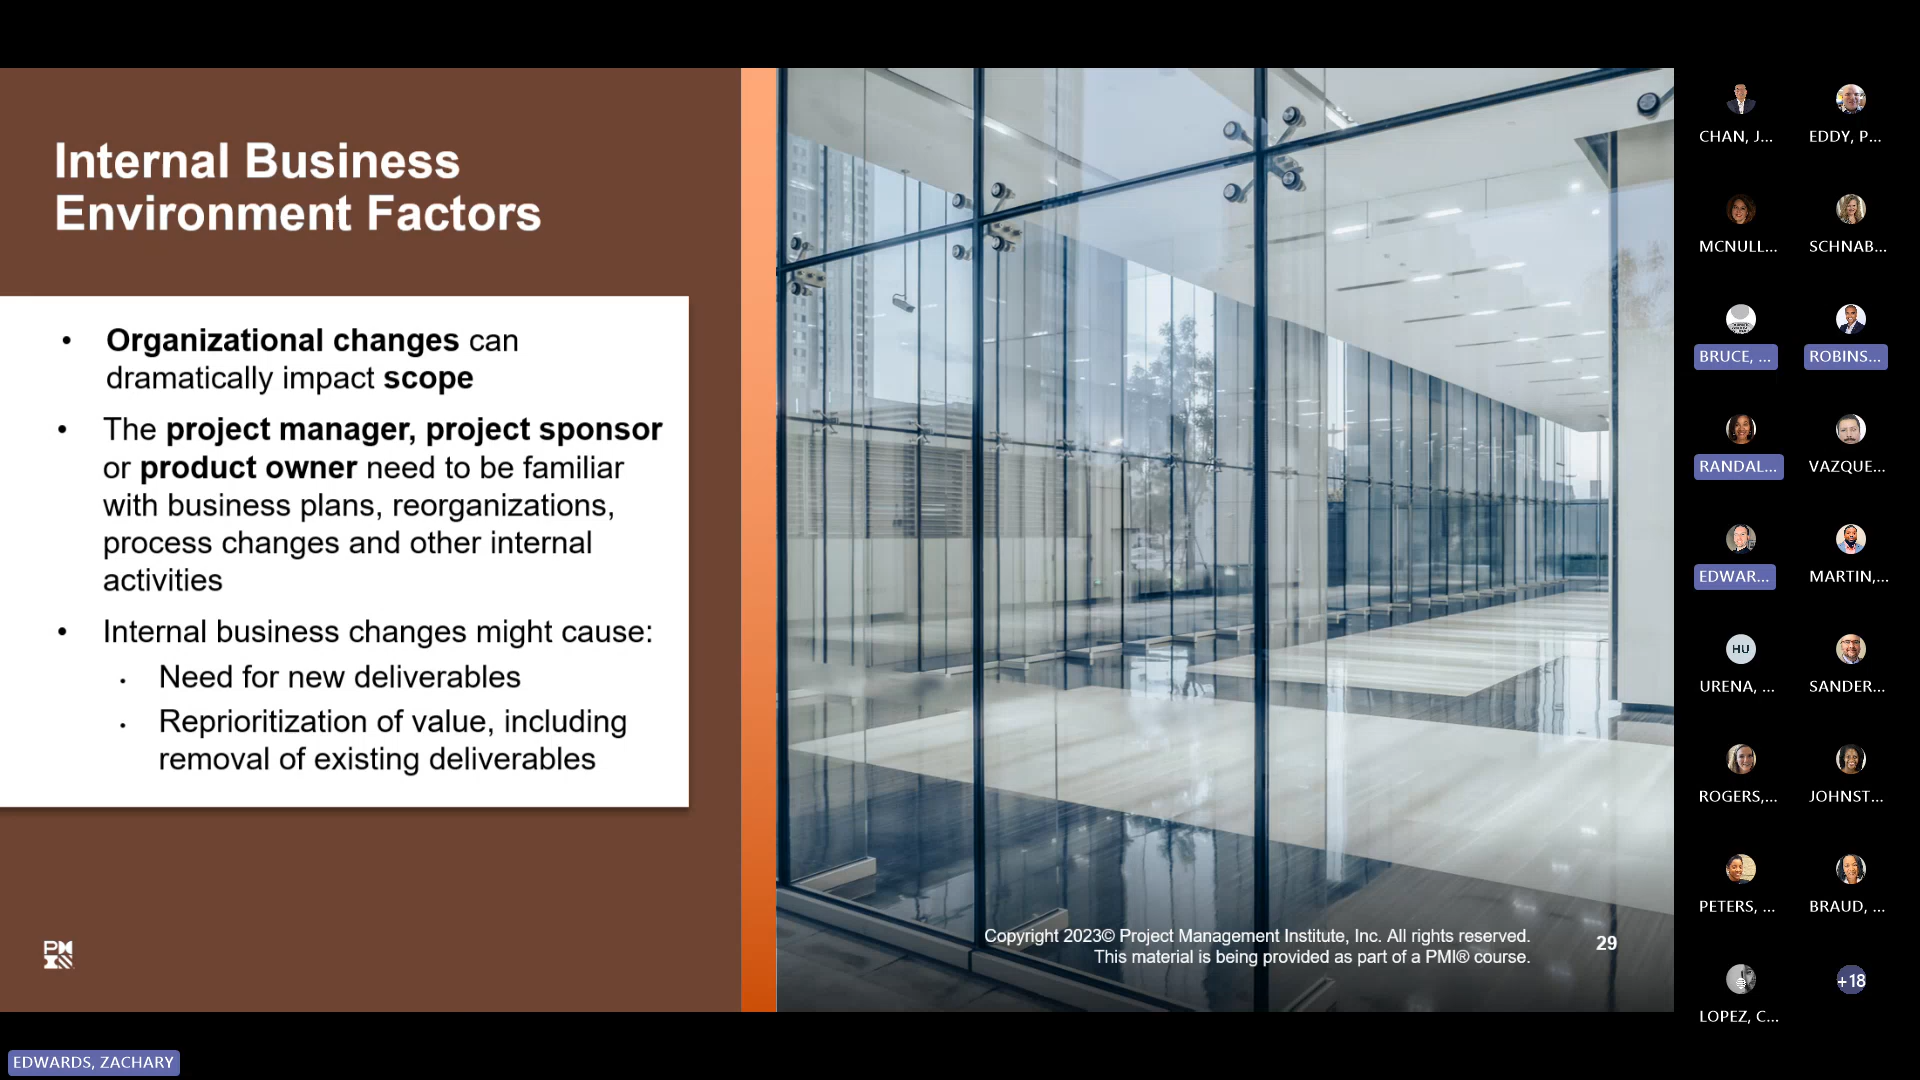 Internal Business
Environment Factors
• Organizational changes can
dramatically impact scope
• The project manager, project sponsor
or product owner need to be familiar
with business plans, reorganizations,
process changes and other internal
activities
• Internal business changes might cause:
• Need for new deliverables
• Reprioritization of value, including
removal of existing deliverables
PMI
Copyright 2023© Project Management Institute, Inc. All rights reserved.
This material is being provided as part of a PMI® course.
29
CHAN, J...
EDDY, P...
MCNULL...
SCHNAB...
BRUCE, ...
ROBINS...
RANDAL...
VAZQUE...
EDWAR...
MARTIN,...
HU
URENA, ...
SANDER...
ROGERS,...
JOHNST...
PETERS, ...
BRAUD, ...
LOPEZ, C...
+18
EDWARDS, ZACHARY